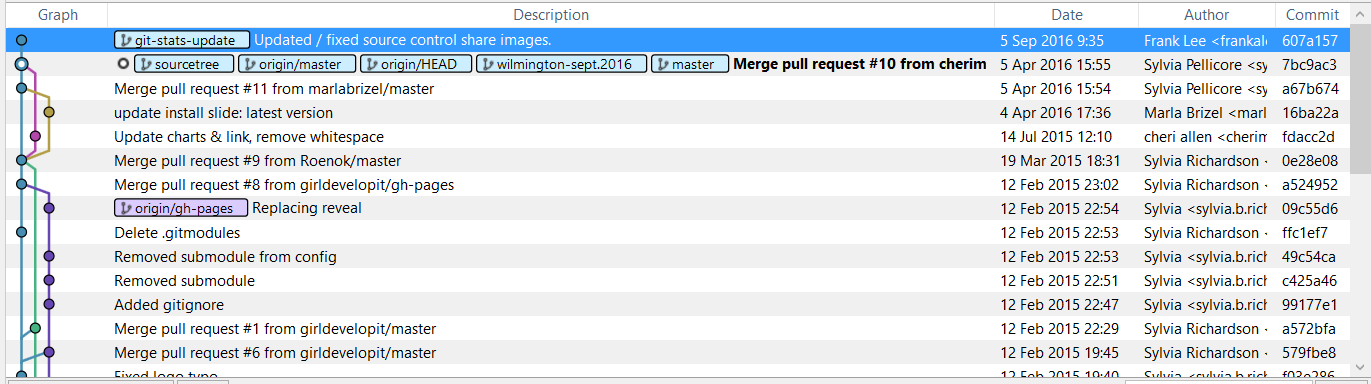 Graph Description Date Author Commit
git-stats-update Updated / fixed source control share images. 5 Sep 2016 9:35 Frank Lee <frankal 607a157
sourcetree origin/master origin/HEAD wilmington-sept.2016 master Merge pull request #10 from cherim 5 Apr 2016 15:55 Sylvia Pellicore <sy 7bc9ac3
Merge pull request #11 from marlabrizel/master 5 Apr 2016 15:54 Sylvia Pellicore <sy a67b674
update install slide: latest version 4 Apr 2016 17:36 Marla Brizel <marl 16ba22a
Update charts & link, remove whitespace 14 Jul 2015 12:10 cheri allen <cherim fdacc2d
Merge pull request #9 from Roenok/master 19 Mar 2015 18:31 Sylvia Richardson < 0e28e08
Merge pull request #8 from girldevelopit/gh-pages 12 Feb 2015 23:02 Sylvia Richardson < a524952
origin/gh-pages Replacing reveal 12 Feb 2015 22:54 Sylvia <sylvia.b.rich 09c55d6
Delete .gitmodules 12 Feb 2015 22:53 Sylvia Richardson < ffc1ef7
Removed submodule from config 12 Feb 2015 22:53 Sylvia <sylvia.b.rich 49c54ca
Removed submodule 12 Feb 2015 22:51 Sylvia <sylvia.b.rich c425a46
Added gitignore 12 Feb 2015 22:47 Sylvia <sylvia.b.rich 99177e1
Merge pull request #1 from girldevelopit/master 12 Feb 2015 22:29 Sylvia Richardson < a572bfa
Merge pull request #6 from girldevelopit/master 12 Feb 2015 19:45 Sylvia Richardson < 579fbe8
Fixed logo typo 12 Feb 2015 19:40 Sylvia <sylvia.b.rich f03e286